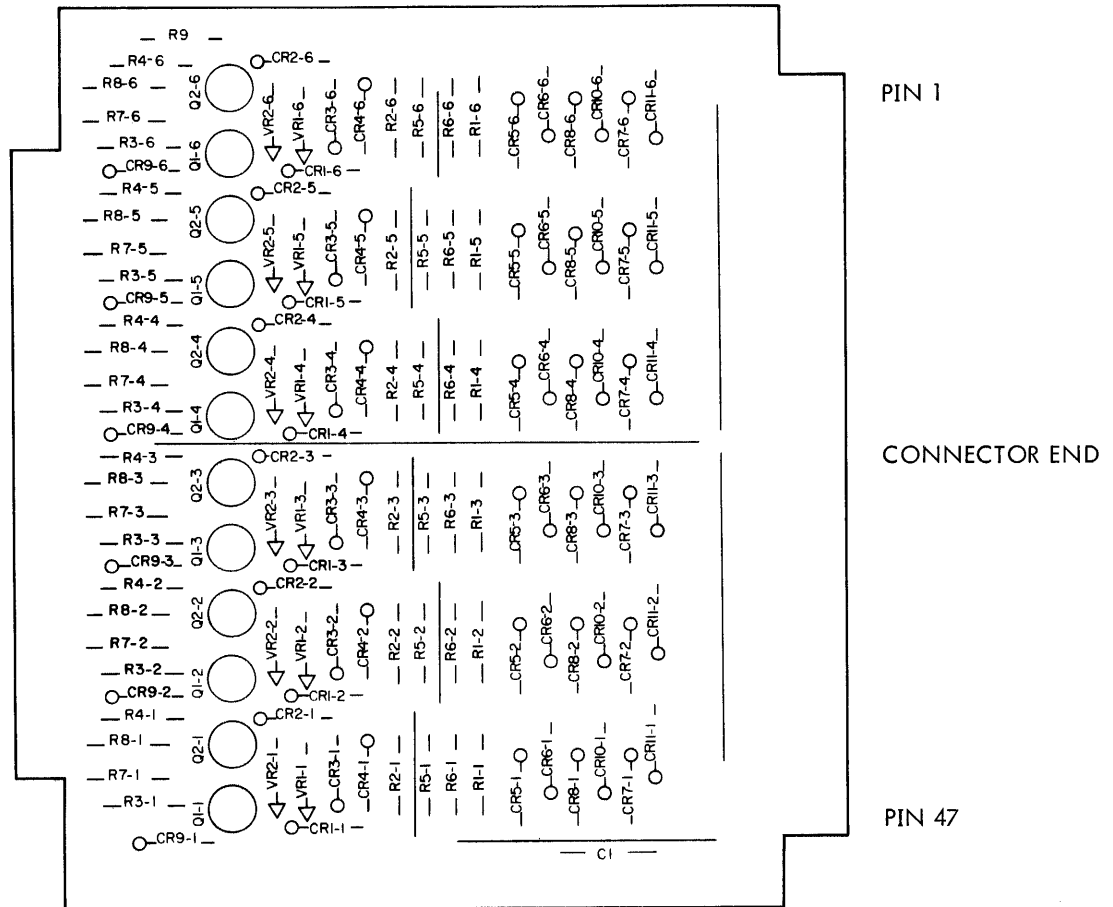 R9
R4-6
CR2-6
R8-6
Q2-6
R7-6
R3-6
Q1-6
CR9-6
VR2-6
VR1-6
CR3-6
CR4-6
R2-6
R5-6
R6-6
R1-6
CR1-6
CR5-6
CR6-6
CR8-6
CR10-6
CR7-6
CR11-6
PIN 1
R4-5
CR2-5
R8-5
Q2-5
R7-5
R3-5
Q1-5
CR9-5
VR2-5
VR1-5
CR3-5
CR4-5
R2-5
R5-5
R6-5
R1-5
CR1-5
CR5-5
CR6-5
CR8-5
CR10-5
CR7-5
CR11-5
R4-4
CR2-4
R8-4
Q2-4
R7-4
R3-4
Q1-4
CR9-4
VR2-4
VR1-4
CR3-4
CR4-4
R2-4
R5-4
R6-4
R1-4
CR1-4
CR5-4
CR6-4
CR8-4
CR10-4
CR7-4
CR11-4
CONNECTOR END
R4-3
CR2-3
R8-3
Q2-3
R7-3
R3-3
Q1-3
CR9-3
VR2-3
VR1-3
CR3-3
CR4-3
R2-3
R5-3
R6-3
R1-3
CR1-3
CR5-3
CR6-3
CR8-3
CR10-3
CR7-3
CR11-3
R4-2
CR2-2
R8-2
Q2-2
R7-2
R3-2
Q1-2
CR9-2
VR2-2
VR1-2
CR3-2
CR4-2
R2-2
R5-2
R6-2
R1-2
CR1-2
CR5-2
CR6-2
CR8-2
CR10-2
CR7-2
CR11-2
R4-1
CR2-1
R8-1
Q2-1
R7-1
R3-1
Q1-1
CR9-1
VR2-1
VR1-1
CR3-1
CR4-1
R2-1
R5-1
R6-1
R1-1
CR1-1
CR5-1
CR6-1
CR8-1
CR10-1
CR7-1
CR11-1
PIN 47
C1